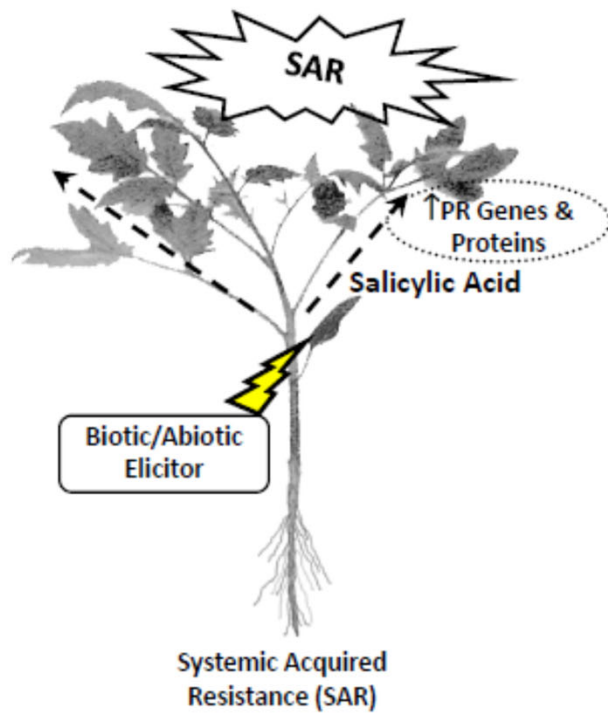 SAR
↑PR Genes &
Proteins
Salicylic Acid
Biotic/Abiotic
Elicitor
Systemic Acquired
Resistance (SAR)